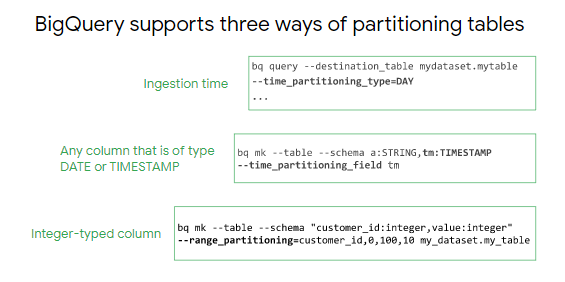 BigQuery supports three ways of partitioning tables
Ingestion time
bq query --destination_table mydataset.mytable
--time_partitioning_type=DAY
...
Any column that is of type
DATE or TIMESTAMP
bq mk --table --schema a:STRING,tm:TIMESTAMP
--time_partitioning_field tm
Integer-typed column
bq mk --table --schema "customer_id:integer,value:integer"
--range_partitioning=customer_id,0,100,10 my_dataset.my_table